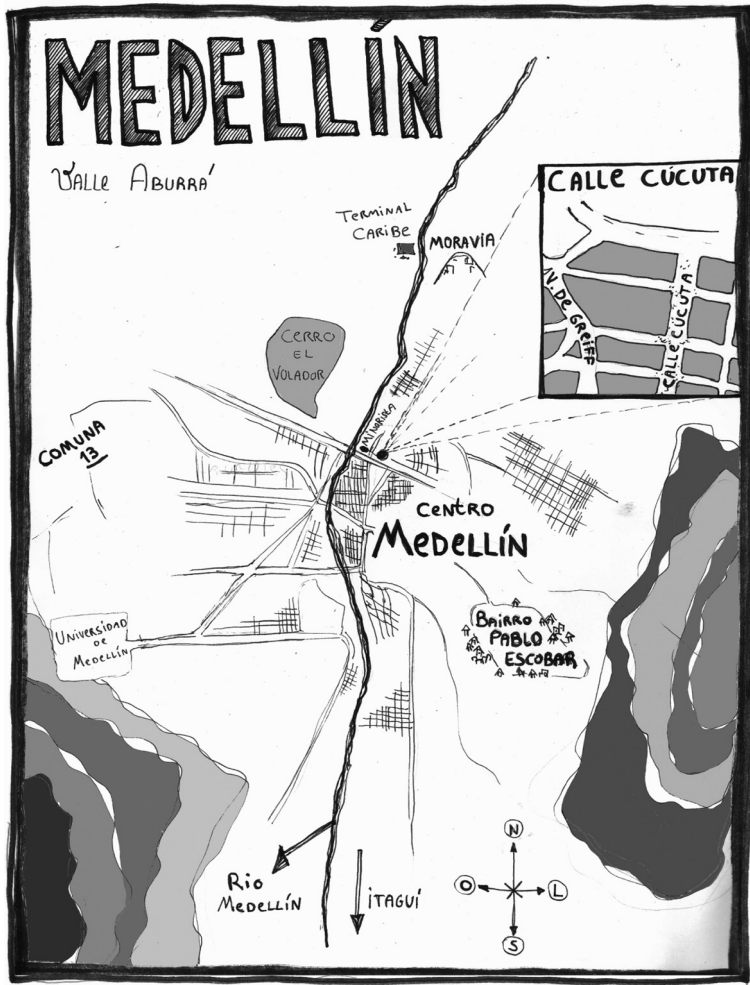 MEDELLÍN
VALLE ABURRÁ
TERMINAL
CARIBE
MORAVIA
CALLE CÚCUTA
N. DE GREIFF
CALLE CÚCUTA
CERRO
EL
VOLADOR
MINORISTA
COMUNA
13
CENTRO
MEDELLÍN
UNIVERSIDAD
DE
MEDELLÍN
BAIRRO
PABLO
ESCOBAR
RIO
MEDELLÍN
ITAGUÍ
N
O
L
S